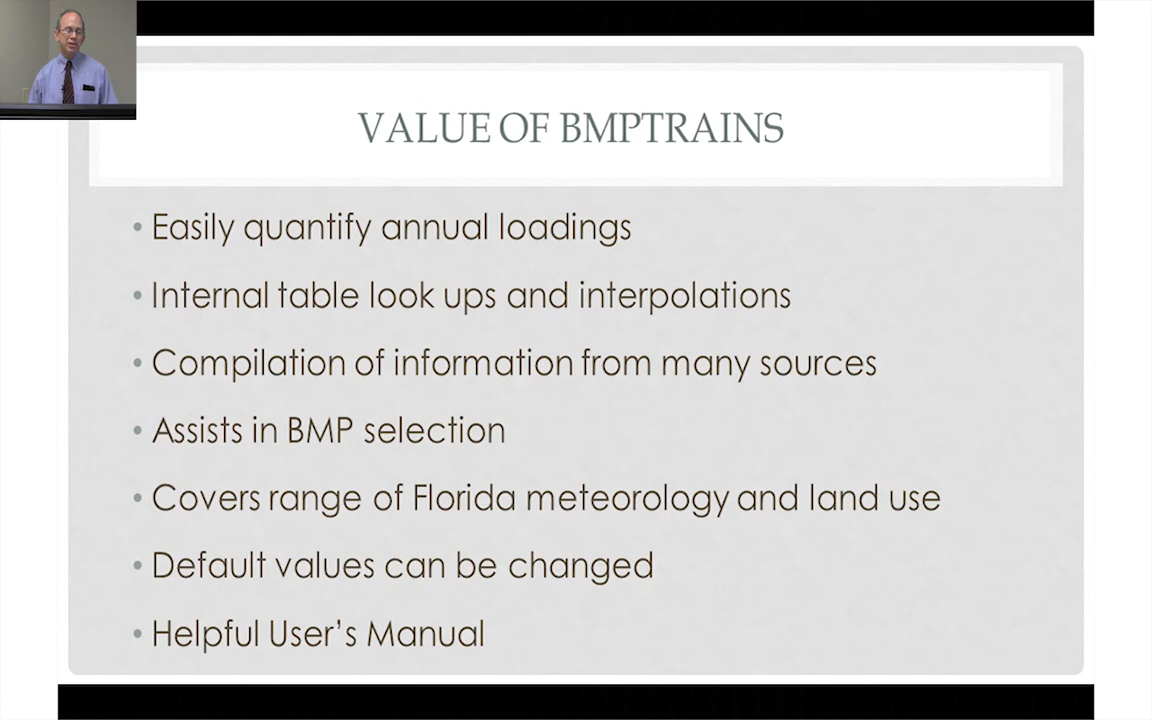 VALUE OF BMPTRAINS
• Easily quantify annual loadings
• Internal table look ups and interpolations
• Compilation of information from many sources
• Assists in BMP selection
• Covers range of Florida meteorology and land use
• Default values can be changed
• Helpful User’s Manual